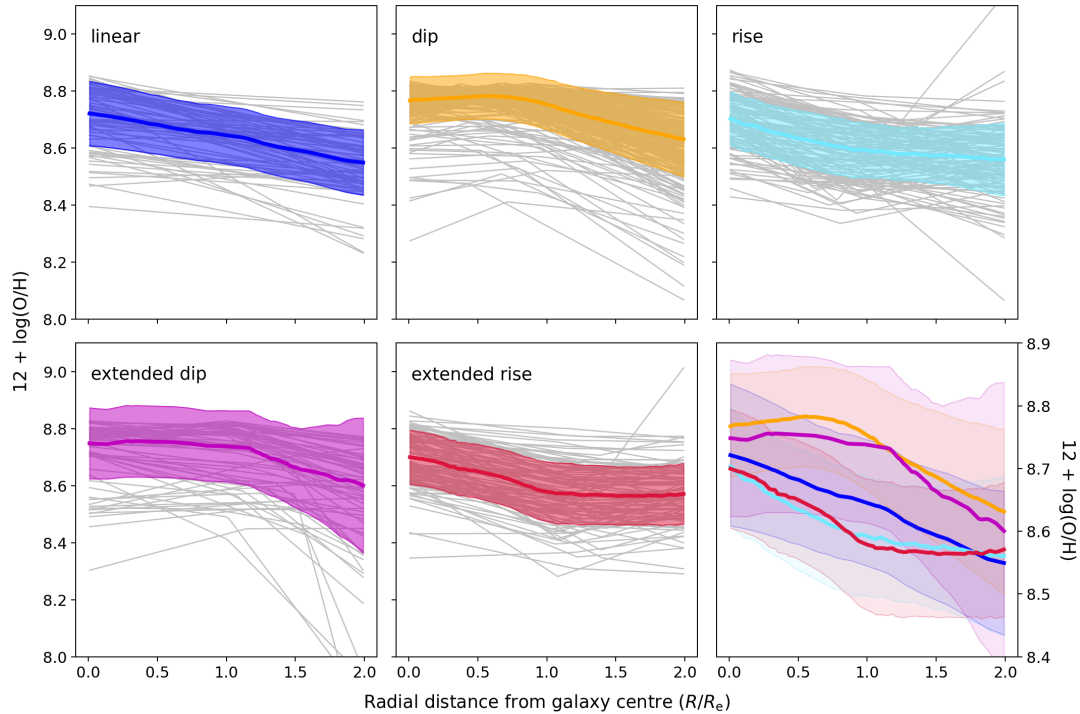 linear
dip
rise
9.0
8.8
8.6
8.4
8.2
8.0
12 + log(O/H)
extended dip
extended rise
9.0
8.8
8.6
8.4
8.2
8.0
8.9
8.8
8.7
8.6
8.5
8.4
12 + log(O/H)
0.0 0.5 1.0 1.5 2.0
0.0 0.5 1.0 1.5 2.0
0.0 0.5 1.0 1.5 2.0
Radial distance from galaxy centre (R/Re)